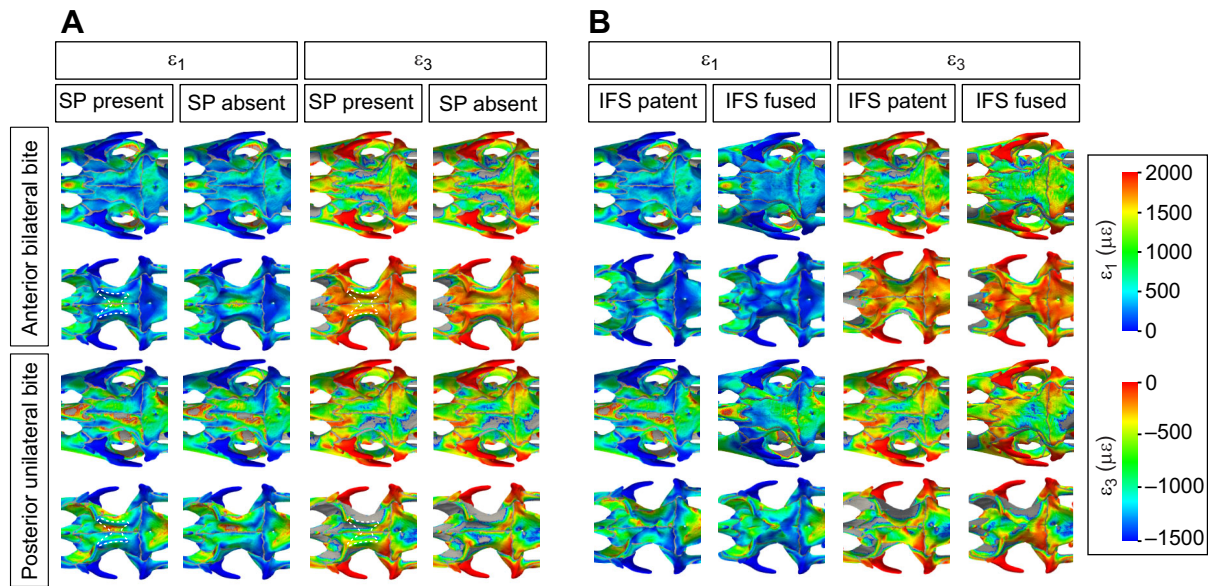 A
B
ε1
ε3
ε1
ε3
SP present
SP absent
SP present
SP absent
IFS patent
IFS fused
IFS patent
IFS fused
Anterior bilateral bite
Posterior unilateral bite
2000
1500
1000
500
0
ε1 (με)
0
–500
–1000
–1500
ε3 (με)